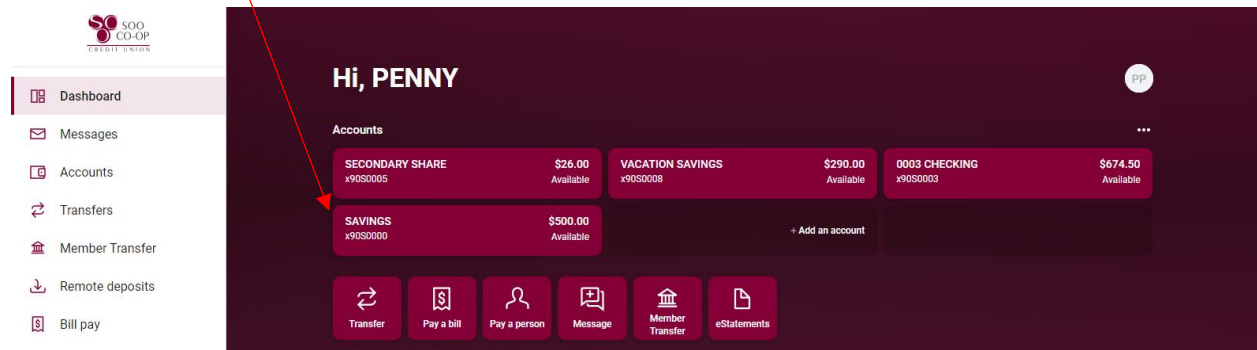 SOO
CO-OP
CREDIT UNION
Dashboard
Messages
Accounts
Transfers
Member Transfer
Remote deposits
Bill pay
Hi, PENNY
PP
Accounts
SECONDARY SHARE $26.00
x90S0005 Available
VACATION SAVINGS $290.00
x90S0008 Available
0003 CHECKING $674.50
x90S0003 Available
SAVINGS $500.00
x90S0000 Available
+ Add an account
Transfer
Pay a bill
Pay a person
Message
Member
Transfer
eStatements